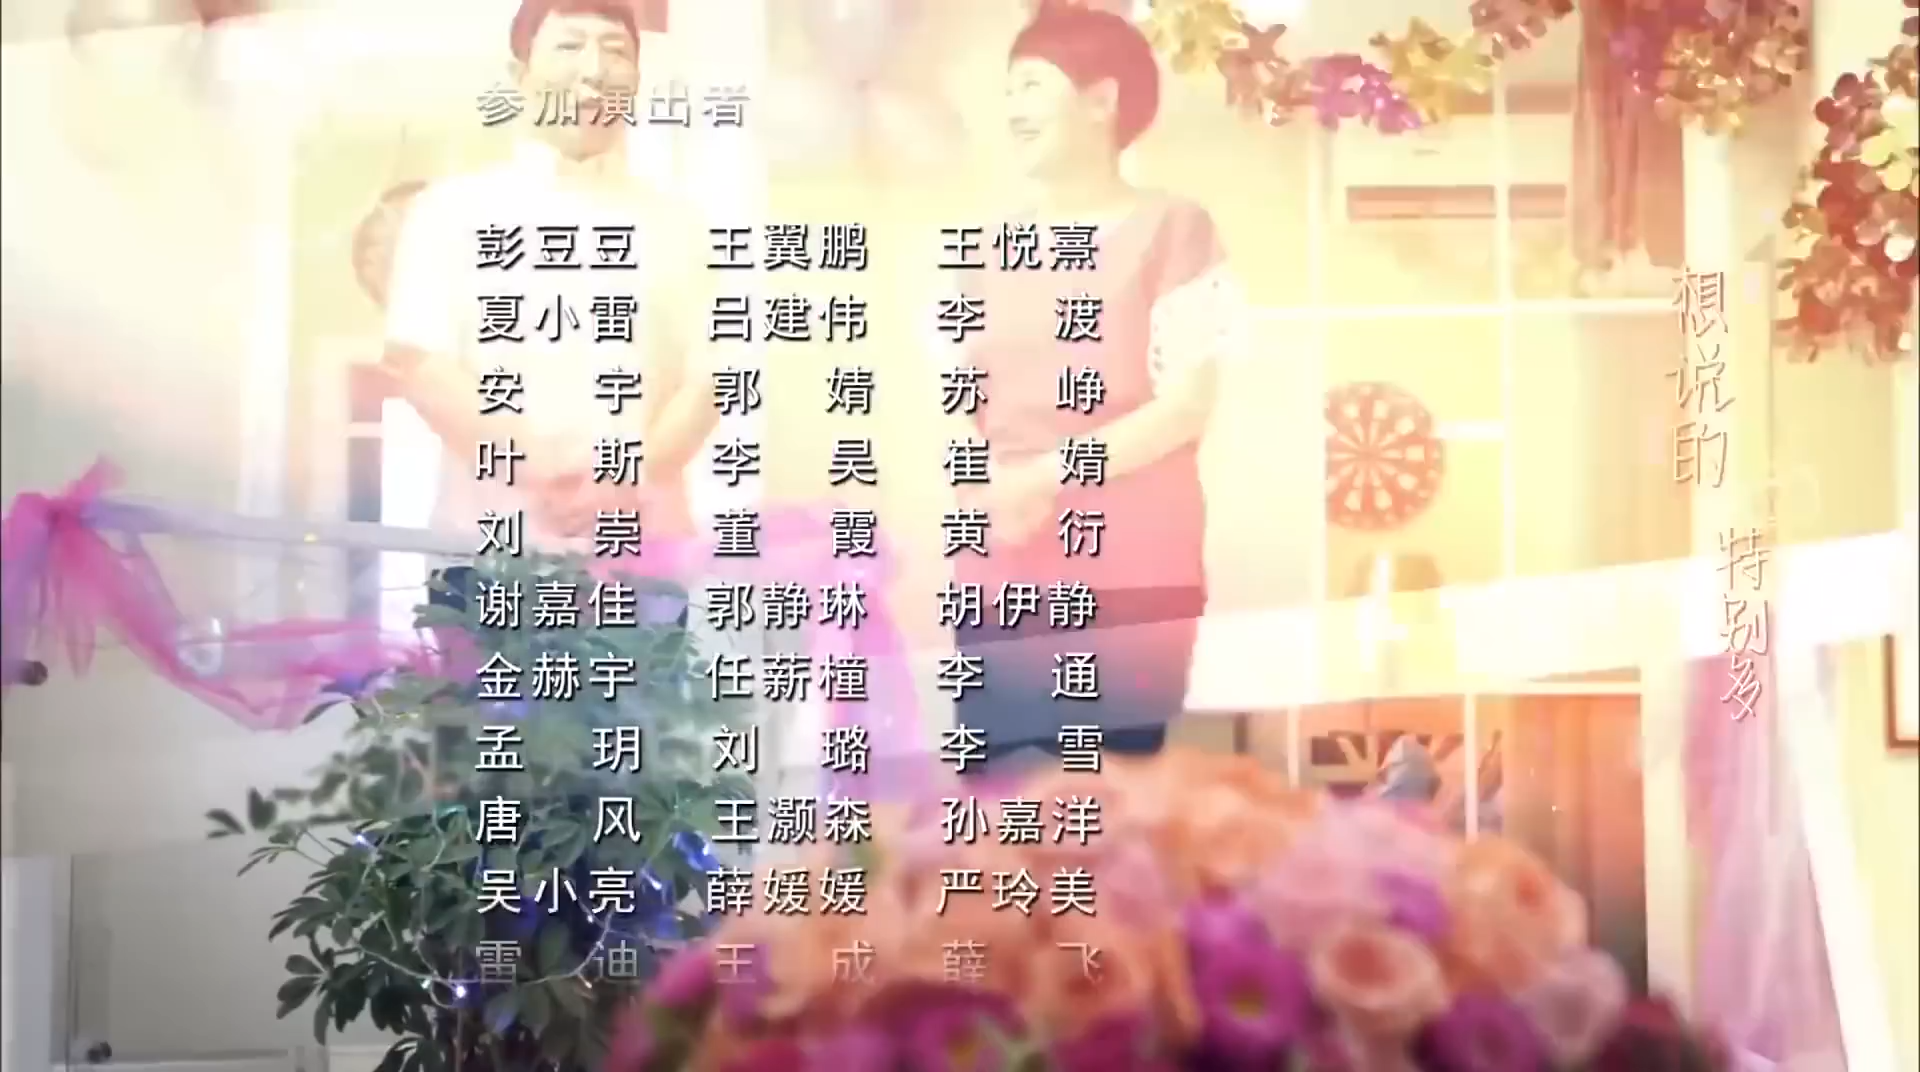 参加演出者
彭豆豆 王翼鹏 王悦熹
夏小雷 吕建伟 李渡
安宇 郭婧 苏峥
叶斯 李昊 崔婧
刘崇 董霞 黄衍
谢嘉佳 郭静琳 胡伊静
金赫宇 任薪橦 李通
孟玥 刘璐 李雪
唐风 王灏森 孙嘉洋
吴小亮 薛媛媛 严玲美
雷迪 王成 薛飞
想说的
特别多